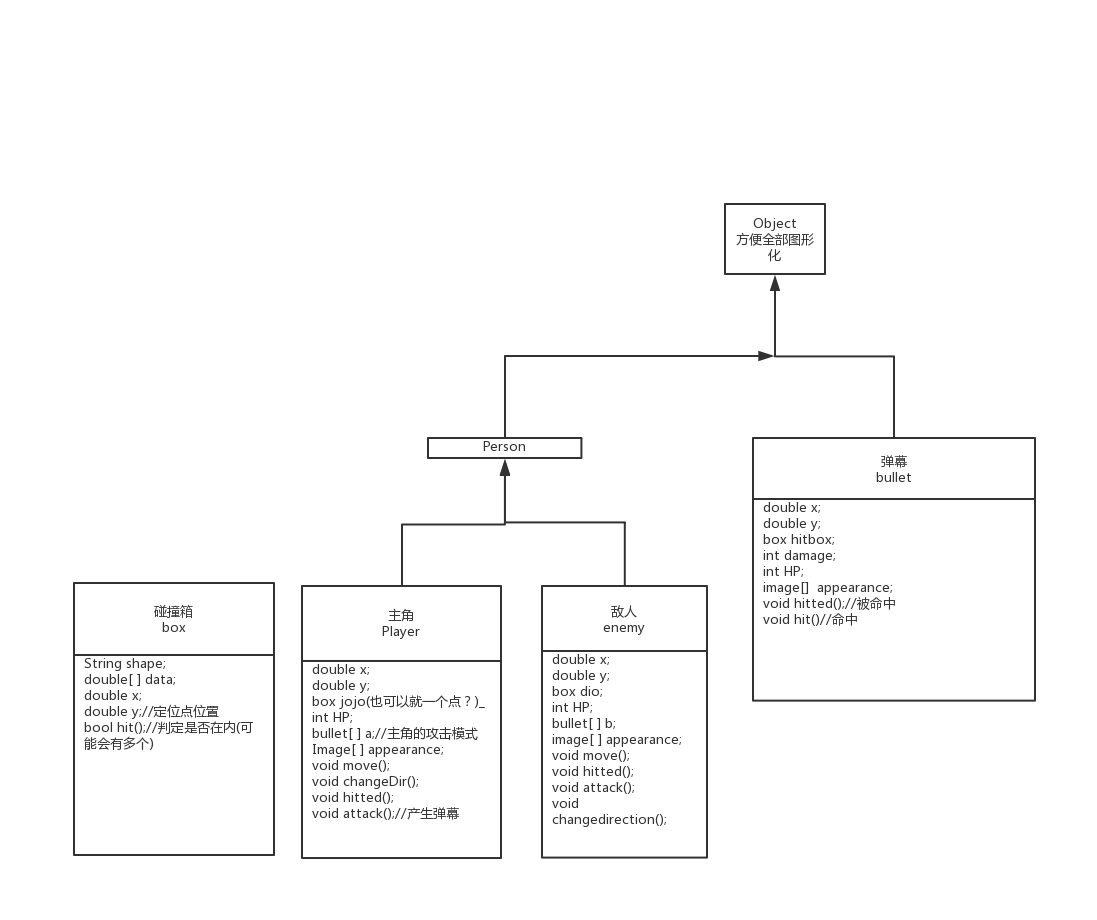 Object
方便全部图形
化
Person
弹幕
bullet
double x;
double y;
box hitbox;
int damage;
int HP;
image[]  appearance;
void hitted();//被命中
void hit()//命中
碰撞箱
box
String shape;
double[ ] data;
double x;
double y;//定位点位置
bool hit();//判定是否在内(可
能会有多个)
主角
Player
double x;
double y;
box jojo(也可以就一个点？)_
int HP;
bullet[ ] a;//主角的攻击模式
Image[ ] appearance;
void move();
void changeDir();
void hitted();
void attack();//产生弹幕
敌人
enemy
double x;
double y;
box dio;
int HP;
bullet[ ] b;
image[ ] appearance;
void move();
void hitted();
void attack();
void
changedirection();